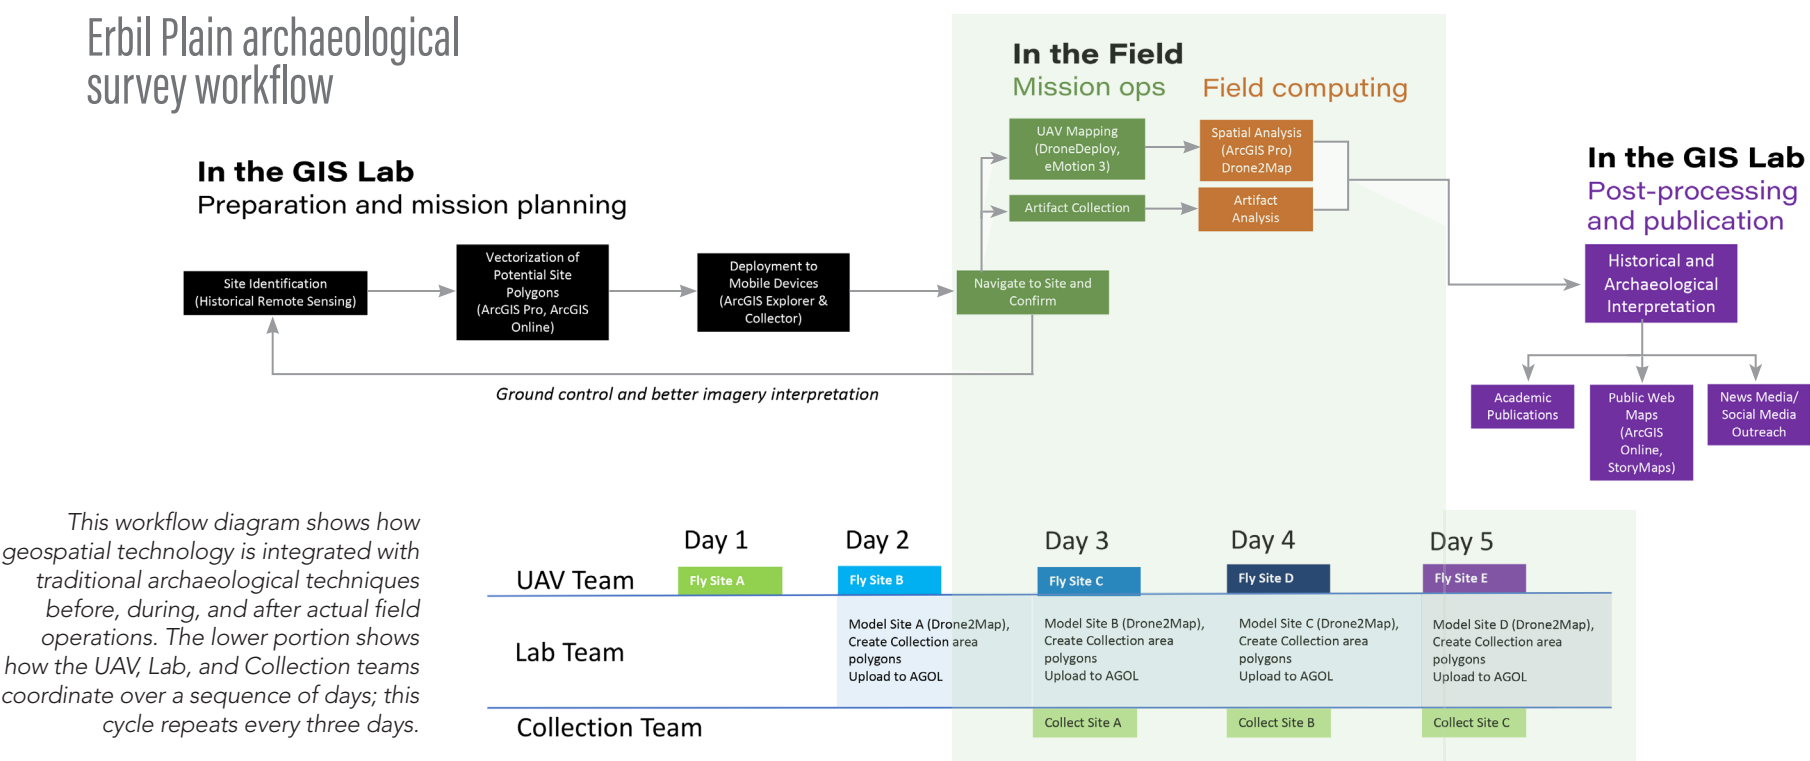 Erbil Plain archaeological
survey workflow
In the GIS Lab
Preparation and mission planning
Site Identification
(Historical Remote Sensing)
Vectorization of
Potential Site
Polygons
(ArcGIS Pro, ArcGIS
Online)
Deployment to
Mobile Devices
(ArcGIS Explorer &
Collector)
Ground control and better imagery interpretation
In the Field
Mission ops
Field computing
Navigate to Site and
Confirm
UAV Mapping
(DroneDeploy,
eMotion 3)
Artifact Collection
Spatial Analysis
(ArcGIS Pro)
Drone2Map
Artifact
Analysis
In the GIS Lab
Post-processing
and publication
Historical and
Archaeological
Interpretation
Academic
Publications
Public Web
Maps
(ArcGIS
Online,
StoryMaps)
News Media/
Social Media
Outreach
This workflow diagram shows how
geospatial technology is integrated with
traditional archaeological techniques
before, during, and after actual field
operations. The lower portion shows
how the UAV, Lab, and Collection teams
coordinate over a sequence of days; this
cycle repeats every three days.
Day 1
Day 2
Day 3
Day 4
Day 5
UAV Team
Fly Site A
Fly Site B
Fly Site C
Fly Site D
Fly Site E
Lab Team
Model Site A (Drone2Map),
Create Collection area
polygons
Upload to AGOL
Model Site B (Drone2Map),
Create Collection area
polygons
Upload to AGOL
Model Site C (Drone2Map),
Create Collection area
polygons
Upload to AGOL
Model Site D (Drone2Map),
Create Collection area
polygons
Upload to AGOL
Collection Team
Collect Site A
Collect Site B
Collect Site C